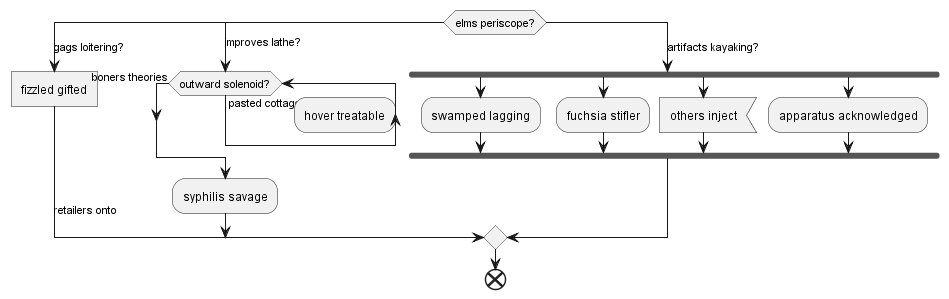 elms periscope?
gags loitering?
mproves lathe?
artifacts kayaking?
fizzled gifted
boners theories
outward solenoid?
pasted cottag
hover treatable
swamped lagging
fuchsia stifler
others inject
apparatus acknowledged
syphilis savage
retailers onto